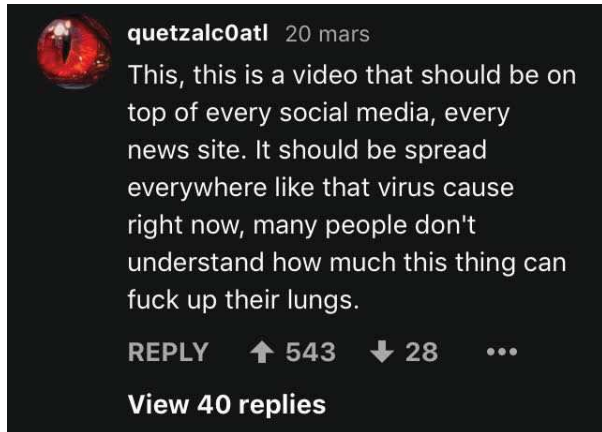 quetzalc0atl 20 mars
This, this is a video that should be on
top of every social media, every
news site. It should be spread
everywhere like that virus cause
right now, many people don't
understand how much this thing can
fuck up their lungs.
REPLY 543 28 •••
View 40 replies